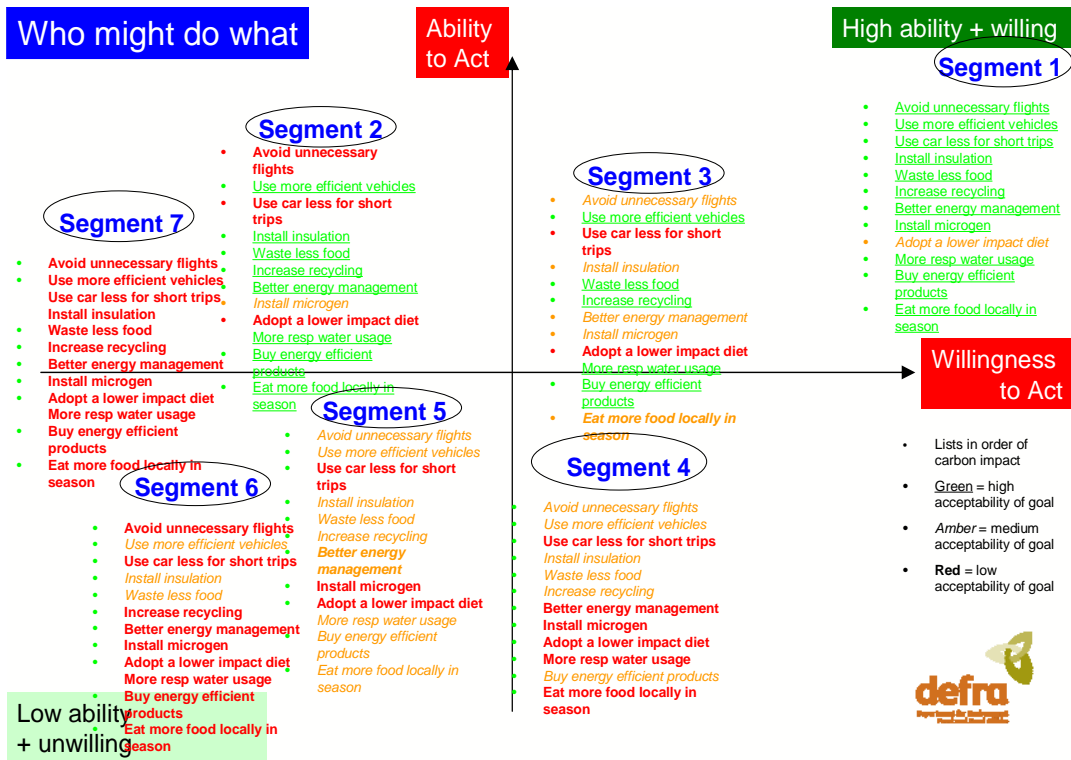 Who might do what
Ability
to Act
High ability + willing
Segment 1
• Avoid unnecessary flights
• Use more efficient vehicles
• Use car less for short trips
• Install insulation
• Waste less food
• Increase recycling
• Better energy management
• Install microgen
• Adopt a lower impact diet
• More resp water usage
• Buy energy efficient
products
• Eat more food locally in
season
Segment 2
• Avoid unnecessary
flights
• Use more efficient vehicles
• Use car less for short
trips
• Install insulation
• Waste less food
• Increase recycling
• Better energy management
• Install microgen
• Adopt a lower impact diet
More resp water usage
• Buy energy efficient
products
• Eat more food locally in
season
Segment 3
• Avoid unnecessary flights
• Use more efficient vehicles
• Use car less for short
trips
• Install insulation
• Waste less food
• Increase recycling
• Better energy management
• Install microgen
• Adopt a lower impact diet
More resp water usage
• Buy energy efficient
products
• Eat more food locally in
season
Segment 7
• Avoid unnecessary flights
• Use more efficient vehicles
Use car less for short trips
Install insulation
• Waste less food
• Increase recycling
• Better energy management
• Install microgen
• Adopt a lower impact diet
More resp water usage
• Buy energy efficient
products
• Eat more food locally in
season
Willingness
to Act
Segment 5
• Avoid unnecessary flights
• Use more efficient vehicles
• Use car less for short
trips
• Install insulation
• Waste less food
• Increase recycling
• Better energy
management
• Install microgen
• Adopt a lower impact diet
• More resp water usage
• Buy energy efficient
products
• Eat more food locally in
season
Segment 4
• Avoid unnecessary flights
• Use more efficient vehicles
• Use car less for short trips
• Install insulation
• Waste less food
• Increase recycling
• Better energy management
• Install microgen
• Adopt a lower impact diet
• More resp water usage
• Buy energy efficient products
• Eat more food locally in
season
Segment 6
• Avoid unnecessary flights
• Use more efficient vehicles
• Use car less for short trips
• Install insulation
• Waste less food
• Increase recycling
• Better energy management
• Install microgen
• Adopt a lower impact diet
More resp water usage
• Buy energy efficient
products
• Eat more food locally in
season
• Lists in order of
carbon impact
• Green = high
acceptability of goal
• Amber = medium
acceptability of goal
• Red = low
acceptability of goal
Low ability
+ unwilling
defra